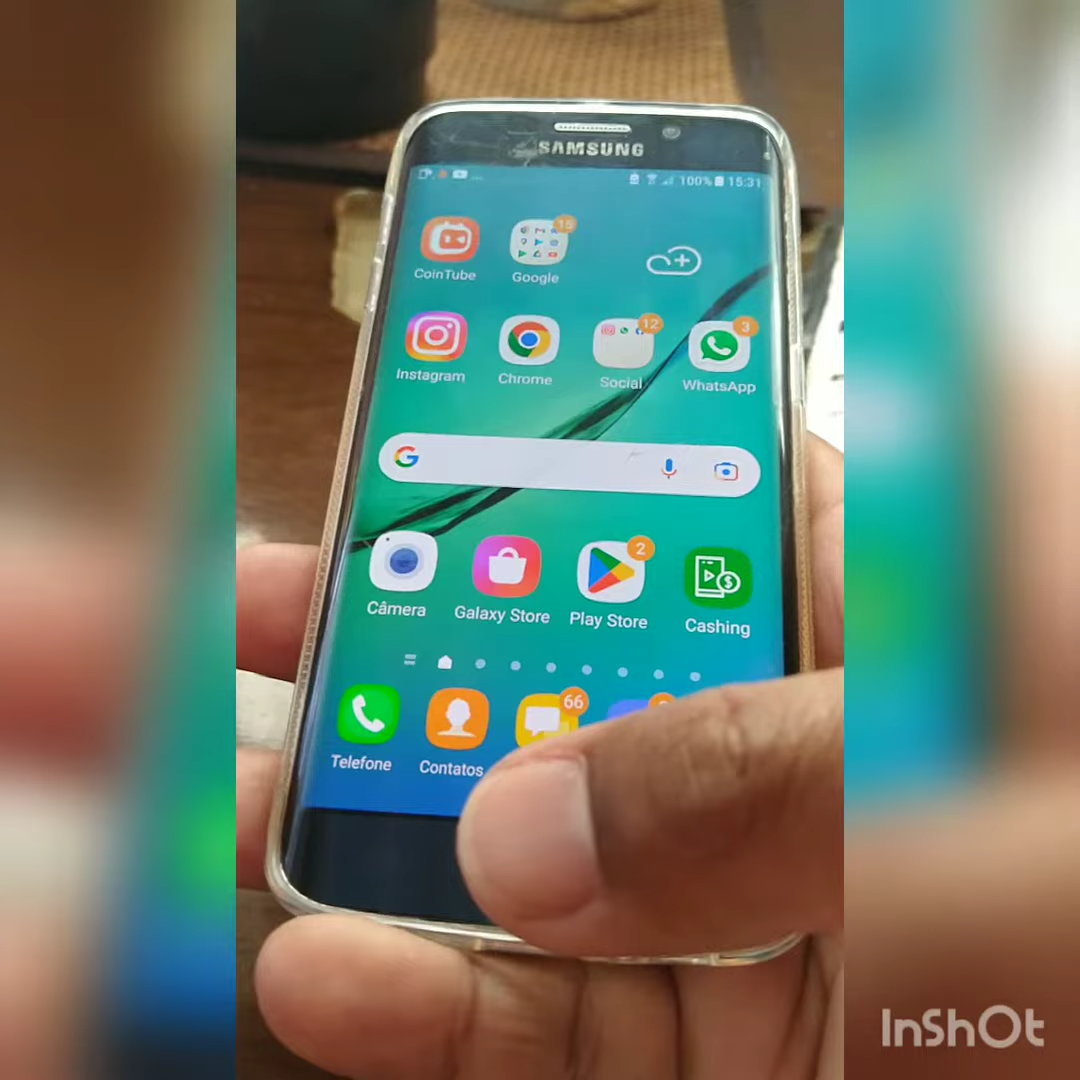 SAMSUNG
100% 15:31
15
CoinTube Google
12 3
Instagram Chrome Social WhatsApp
G
2
Câmera Galaxy Store Play Store Cashing
66
Telefone Contatos
InShOt